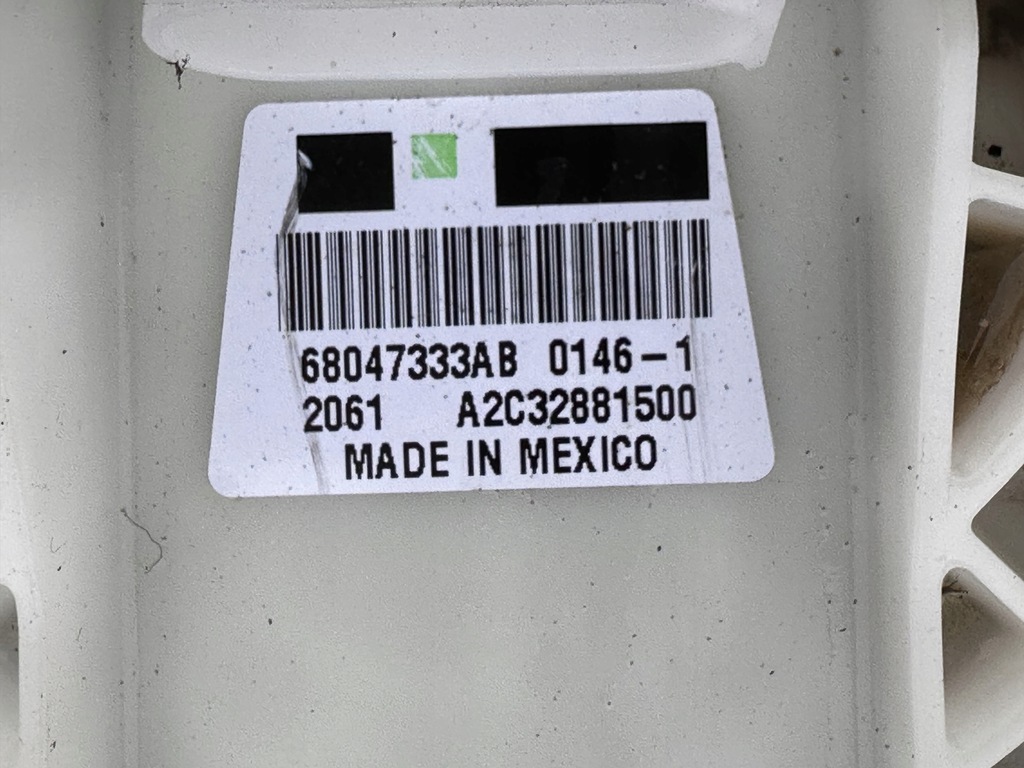 68047333AB 0146-1
2061 A2C32881500
MADE IN MEXICO